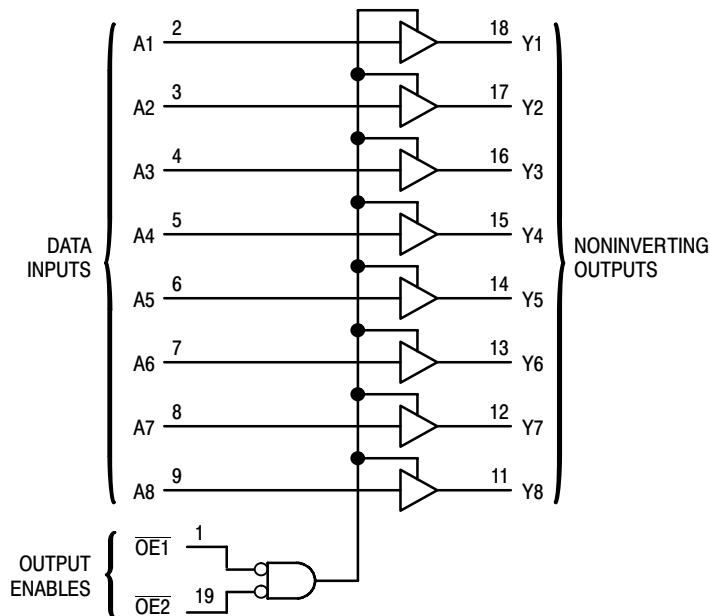 A1 2 18 Y1
A2 3 17 Y2
A3 4 16 Y3
A4 5 15 Y4
DATA
INPUTS
NONINVERTING
OUTPUTS
A5 6 14 Y5
A6 7 13 Y6
A7 8 12 Y7
A8 9 11 Y8
OUTPUT
ENABLES
OE1 1
OE2 19